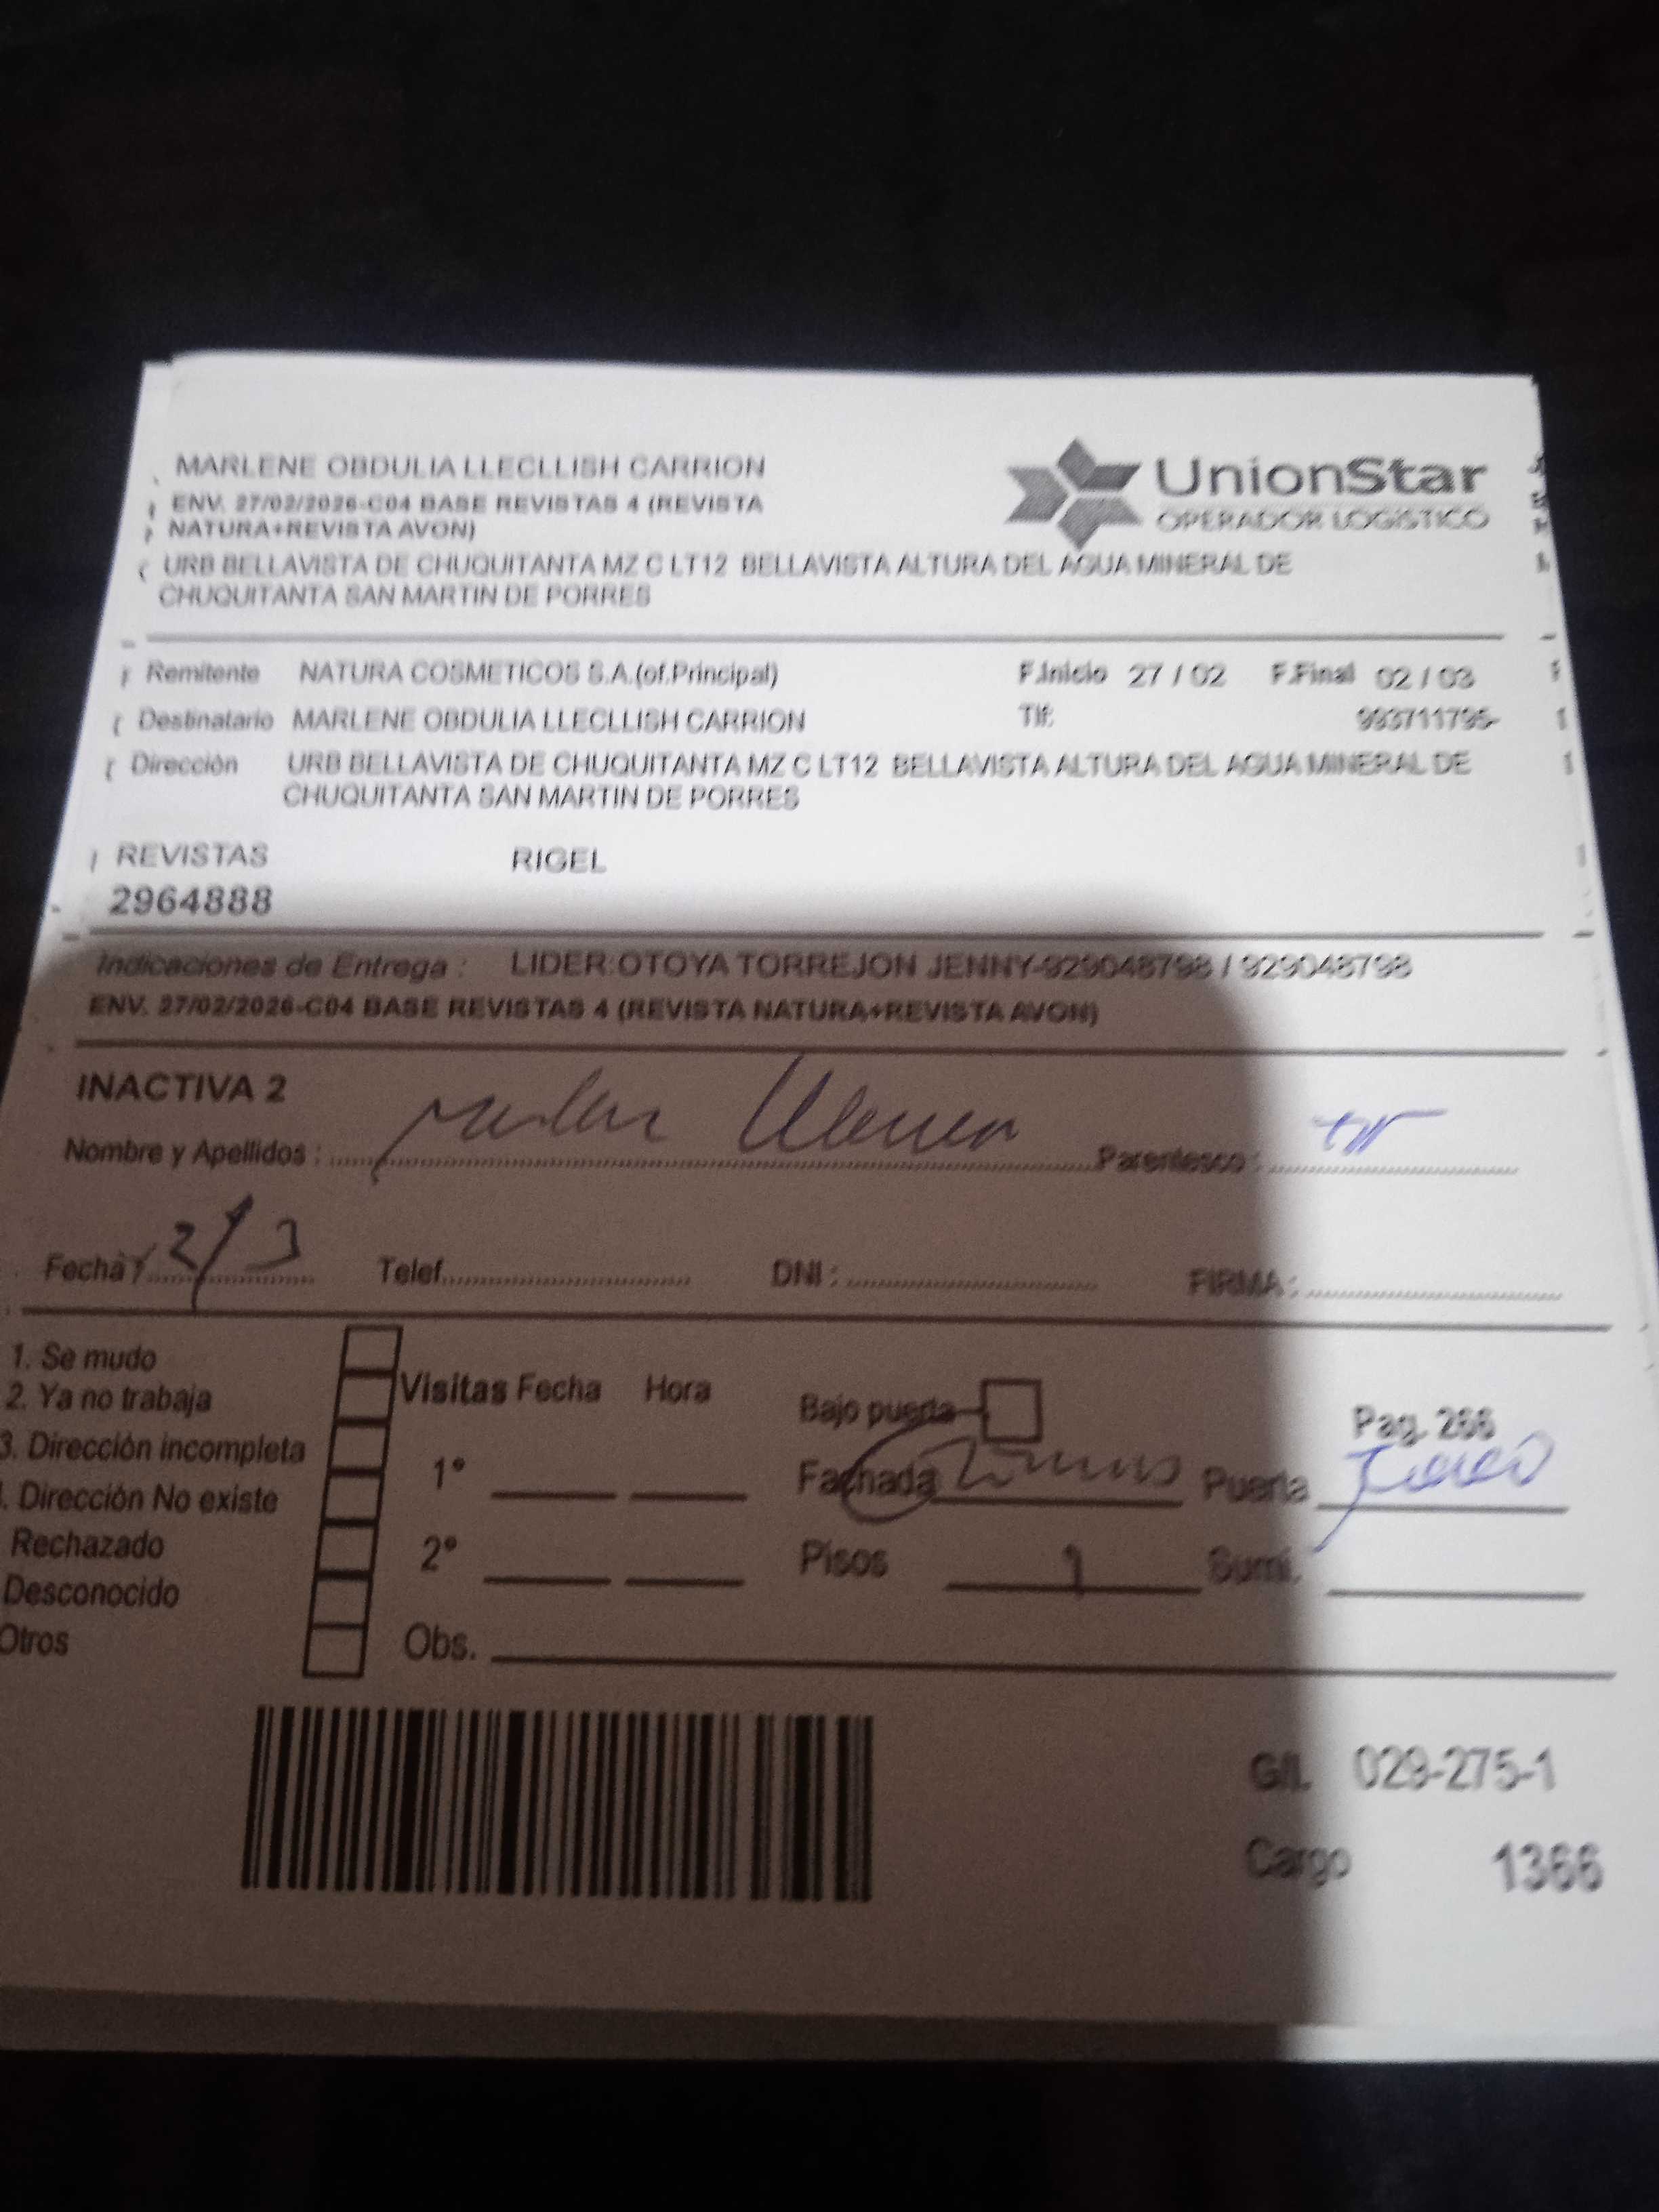 MARLENE OBDULIA LLECLLISH CARRION
ENV. 27/02/2026-C04 BASE REVISTAS 4 (REVISTA
NATURA+REVISTA AVON)
URB BELLAVISTA DE CHUQUITANTA MZ C LT12 BELLAVISTA ALTURA DEL AGUA MINERAL DE
CHUQUITANTA SAN MARTIN DE PORRES
UnionStar
OPERADOR LOGÍSTICO
Remitente NATURA COSMETICOS S.A.(of.Principal) F.Inicio 27 / 02 F.Final 02 / 03
Destinatario MARLENE OBDULIA LLECLLISH CARRION Tlf: 993711795-
Dirección URB BELLAVISTA DE CHUQUITANTA MZ C LT12 BELLAVISTA ALTURA DEL AGUA MINERAL DE
CHUQUITANTA SAN MARTIN DE PORRES
REVISTAS RIGEL
2964888
Indicaciones de Entrega : LIDER:OTOYA TORREJON JENNY-929048798 / 929048798
ENV. 27/02/2026-C04 BASE REVISTAS 4 (REVISTA NATURA+REVISTA AVON)
INACTIVA 2
Nombre y Apellidos : Parentesco :
Fecha 2/3 Telef. DNI : FIRMA :
1. Se mudo
2. Ya no trabaja
3. Dirección incompleta
. Dirección No existe
Rechazado
Desconocido
Otros
Visitas Fecha Hora
1°
2°
Obs.
Bajo puerta
Fachada Puerta
Pisos 1 Sumi.
Pag. 266
G/L 029-275-1
Cargo 1366